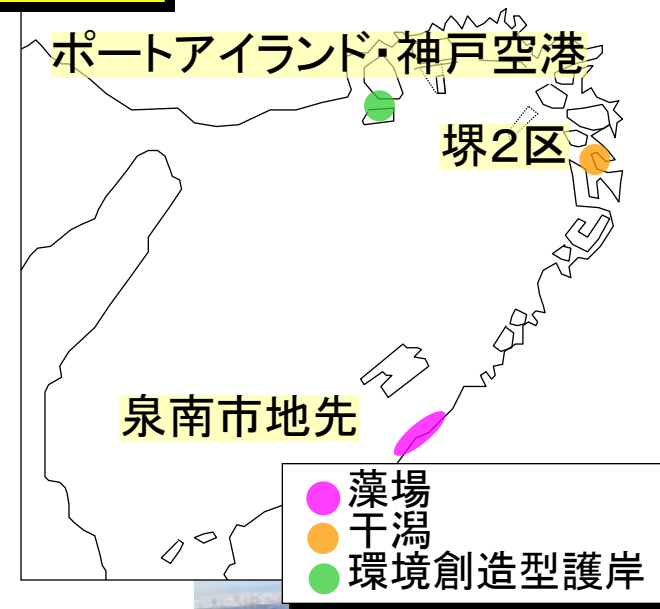 ポートアイランド・神戸空港
堺2区
泉南市地先
藻場
干潟
環境創造型護岸